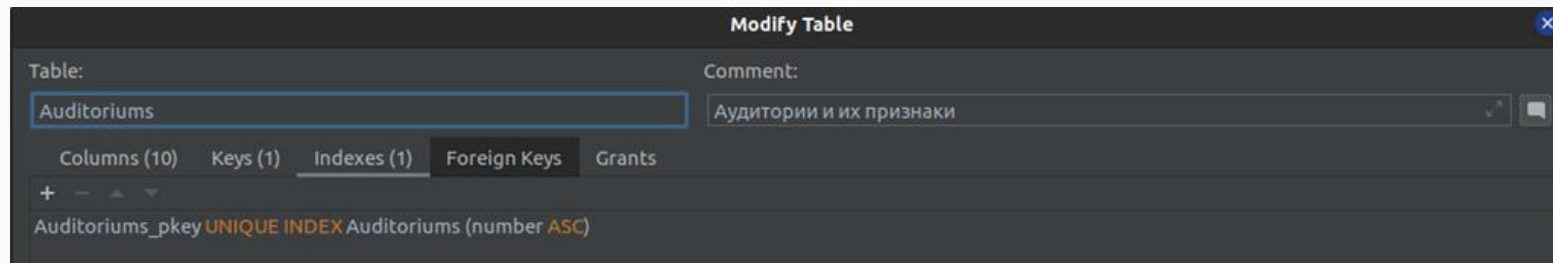 Modify Table
Table: Comment:
Auditoriums Аудитории и их признаки
Columns (10) Keys (1) Indexes (1) Foreign Keys Grants
Auditoriums_pkey UNIQUE INDEX Auditoriums (number ASC)